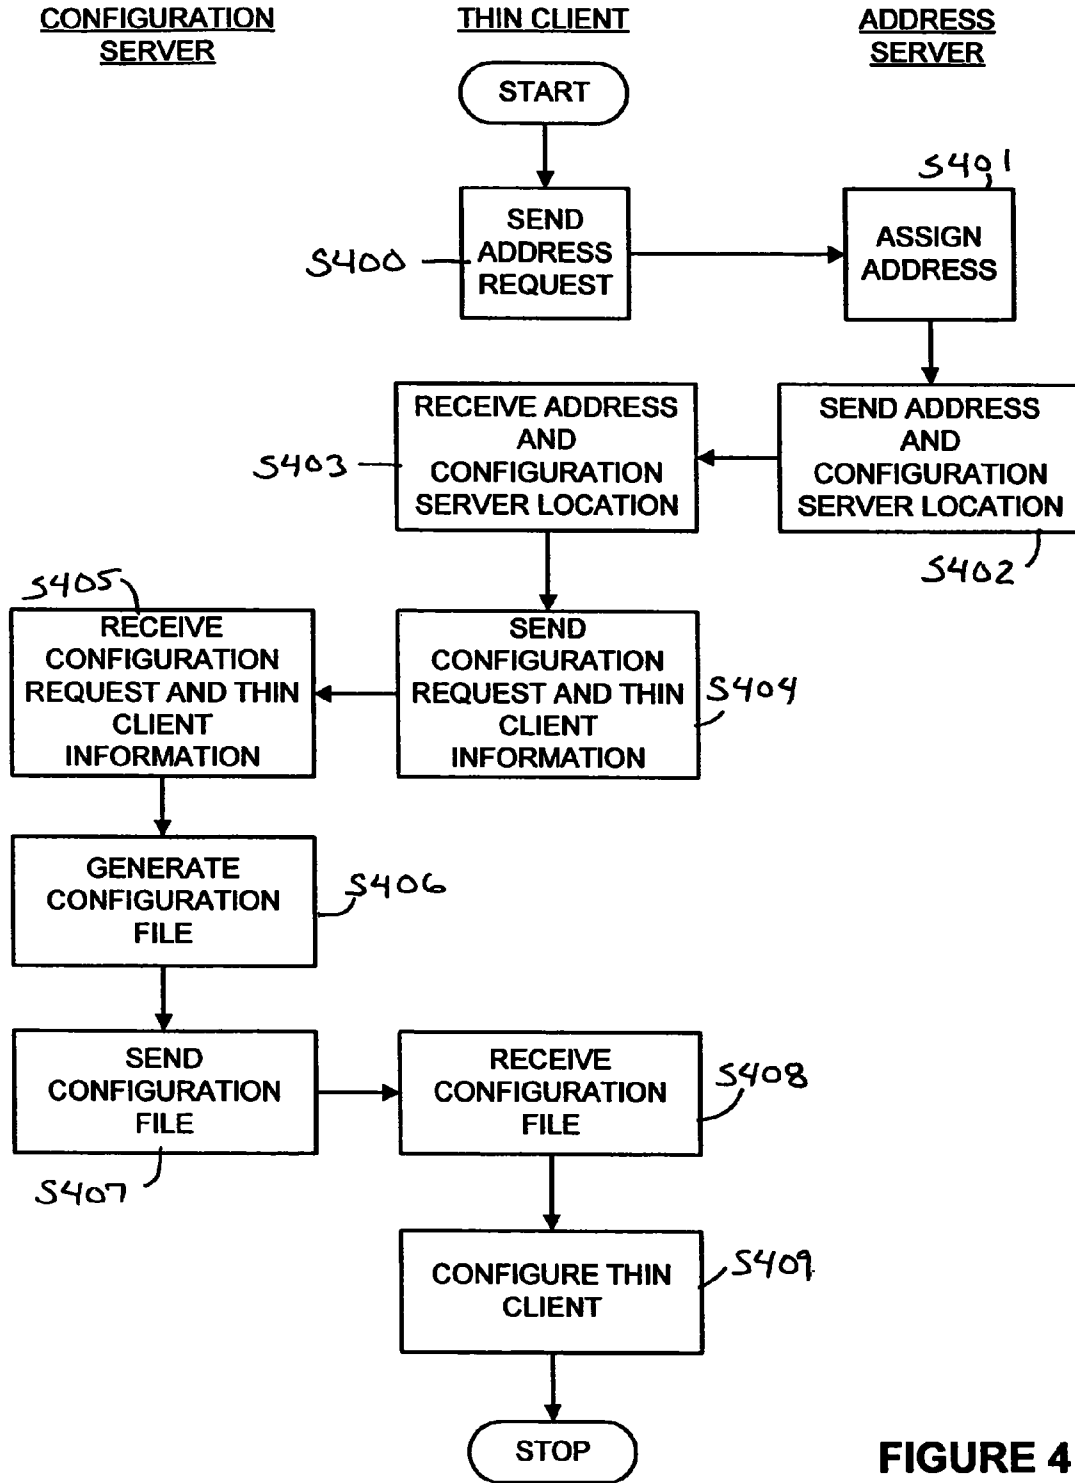 CONFIGURATION
SERVER
THIN CLIENT
ADDRESS
SERVER
START
S401
SEND
ADDRESS
REQUEST
S400
ASSIGN
ADDRESS
RECEIVE ADDRESS
AND
CONFIGURATION
SERVER LOCATION
S403
SEND ADDRESS
AND
CONFIGURATION
SERVER LOCATION
S402
S405
RECEIVE
CONFIGURATION
REQUEST AND THIN
CLIENT
INFORMATION
SEND
CONFIGURATION
REQUEST AND THIN
CLIENT
INFORMATION
S404
GENERATE
CONFIGURATION
FILE
S406
SEND
CONFIGURATION
FILE
S407
RECEIVE
CONFIGURATION
FILE
S408
CONFIGURE THIN
CLIENT
S409
STOP
FIGURE 4